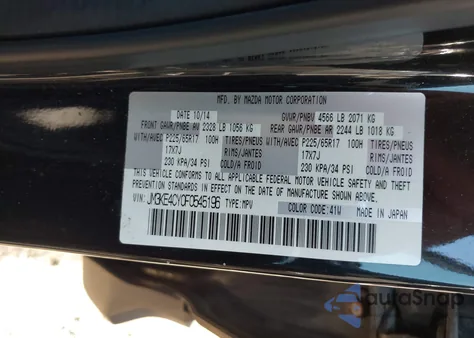 MFD. BY MAZDA MOTOR CORPORATION
DATE 10/14 GVWR/PNBV 4566 LB 2071 KG
FRONT GAWR/PNBE AV 2328 LB 1056 KG REAR GAWR/PNBE AR 2244 LB 1018 KG
WITH/AVEC P225/65R17 100H TIRES/PNEUS WITH/AVEC P225/65R17 100H TIRES/PNEUS
17X7J RIMS/JANTES 17X7J RIMS/JANTES
230 KPA/34 PSI COLD/A FROID 230 KPA/34 PSI COLD/A FROID
THIS VEHICLE CONFORMS TO ALL APPLICABLE FEDERAL MOTOR VEHICLE SAFETY AND
THEFT PREVENTION STANDARDS IN EFFECT ON THE DATE OF MANUFACTURE SHOWN ABOVE.
VIN: JM3KE4CY0F0545196 TYPE:MPV COLOR CODE:41W MADE IN JAPAN
autoSnap